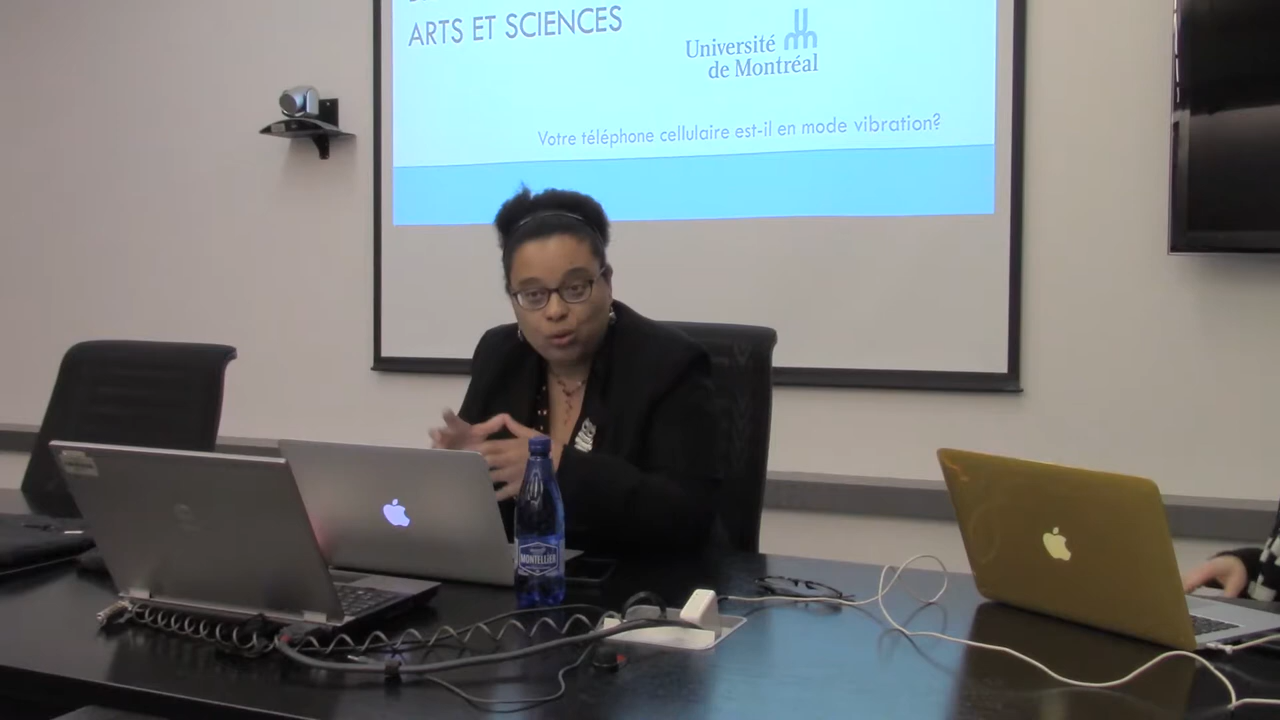 ARTS ET SCIENCES
Université
de Montréal
Votre téléphone cellulaire est-il en mode vibration?
MONTELLIER